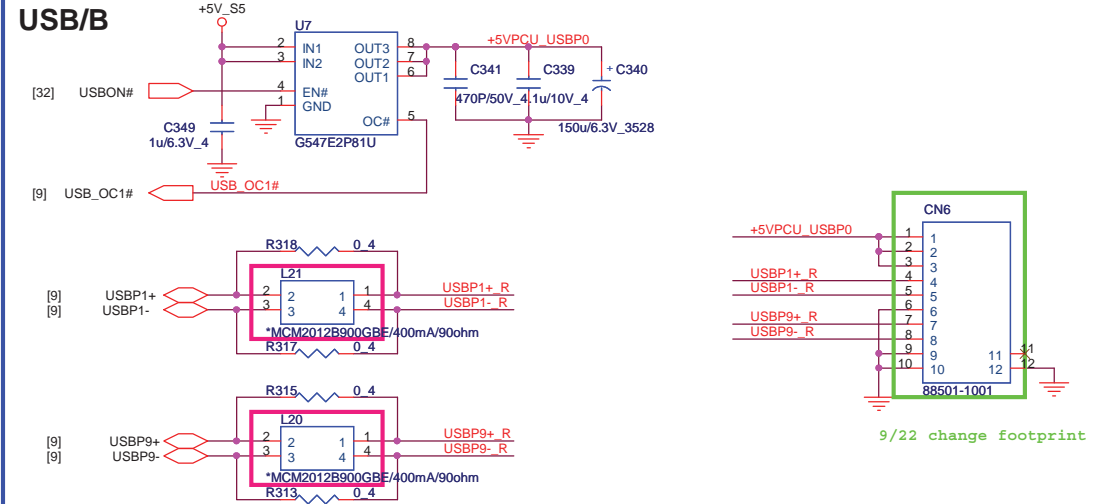 USB/B
+5V_S5
U7
2 IN1 OUT3 8 +5VPCU_USBP0
3 IN2 OUT2 7
OUT1 6
C341 C339 + C340
[32] USBON# 4 EN#
1 GND
470P/50V_4 .1u/10V_4
OC# 5
C349
1u/6.3V_4
G547E2P81U
150u/6.3V_3528
[9] USB_OC1# USB_OC1#
CN6
+5VPCU_USBP0 1 1
2 2
3 3
USBP1+_R 4 4
USBP1-_R 5 5
6 6
USBP9+_R 7 7
USBP9-_R 8 8
9 9 11 11
10 10 12 12
88501-1001
9/22 change footprint
R318 0_4
L21
[9] USBP1+ 2 2 1 1 USBP1+_R
[9] USBP1- 3 3 4 4 USBP1-_R
*MCM2012B900GBE/400mA/90ohm
R317 0_4
R315 0_4
L20
[9] USBP9+ 2 2 1 1 USBP9+_R
[9] USBP9- 3 3 4 4 USBP9-_R
*MCM2012B900GBE/400mA/90ohm
R313 0_4